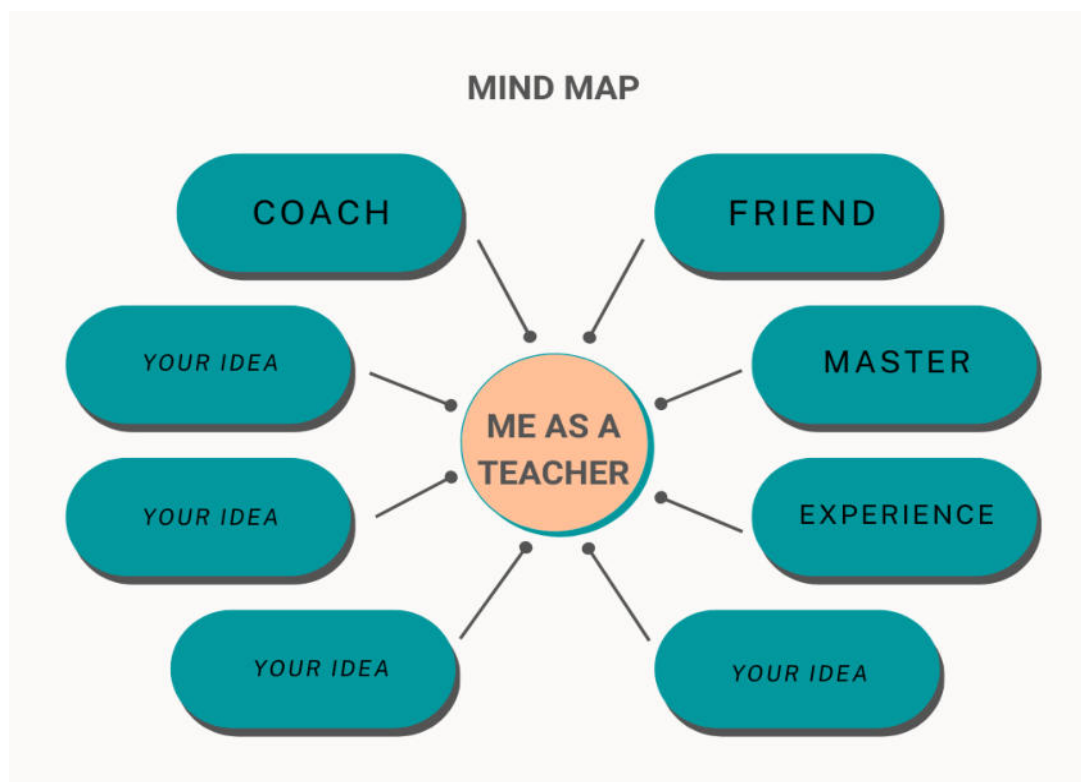 MIND MAP
COACH
FRIEND
YOUR IDEA
MASTER
ME AS A
TEACHER
YOUR IDEA
EXPERIENCE
YOUR IDEA
YOUR IDEA